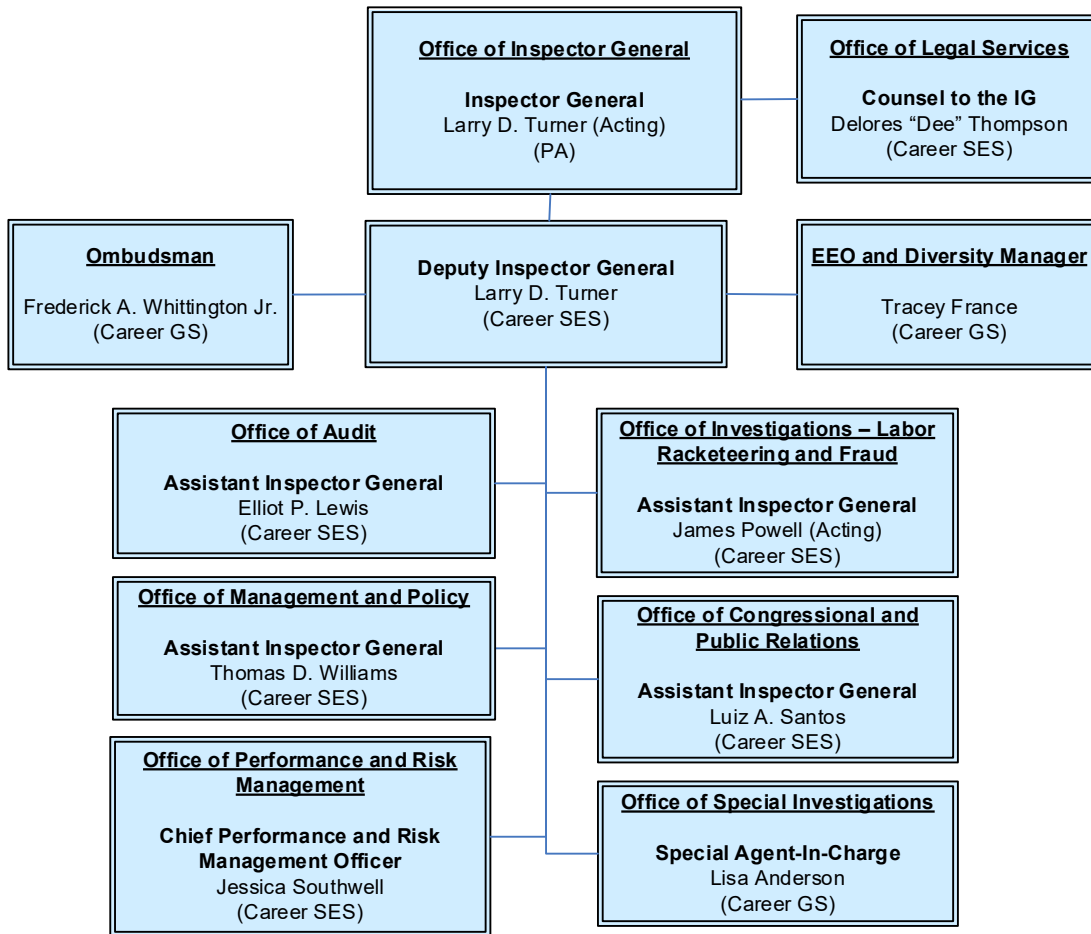 Office of Inspector General
Inspector General
Larry D. Turner (Acting)
(PA)
Office of Legal Services
Counsel to the IG
Delores “Dee” Thompson
(Career SES)
Ombudsman
Frederick A. Whittington Jr.
(Career GS)
Deputy Inspector General
Larry D. Turner
(Career SES)
EEO and Diversity Manager
Tracey France
(Career GS)
Office of Audit
Assistant Inspector General
Elliot P. Lewis
(Career SES)
Office of Investigations – Labor
Racketeering and Fraud
Assistant Inspector General
James Powell (Acting)
(Career SES)
Office of Management and Policy
Assistant Inspector General
Thomas D. Williams
(Career SES)
Office of Congressional and
Public Relations
Assistant Inspector General
Luiz A. Santos
(Career SES)
Office of Performance and Risk
Management
Chief Performance and Risk
Management Officer
Jessica Southwell
(Career SES)
Office of Special Investigations
Special Agent-In-Charge
Lisa Anderson
(Career GS)